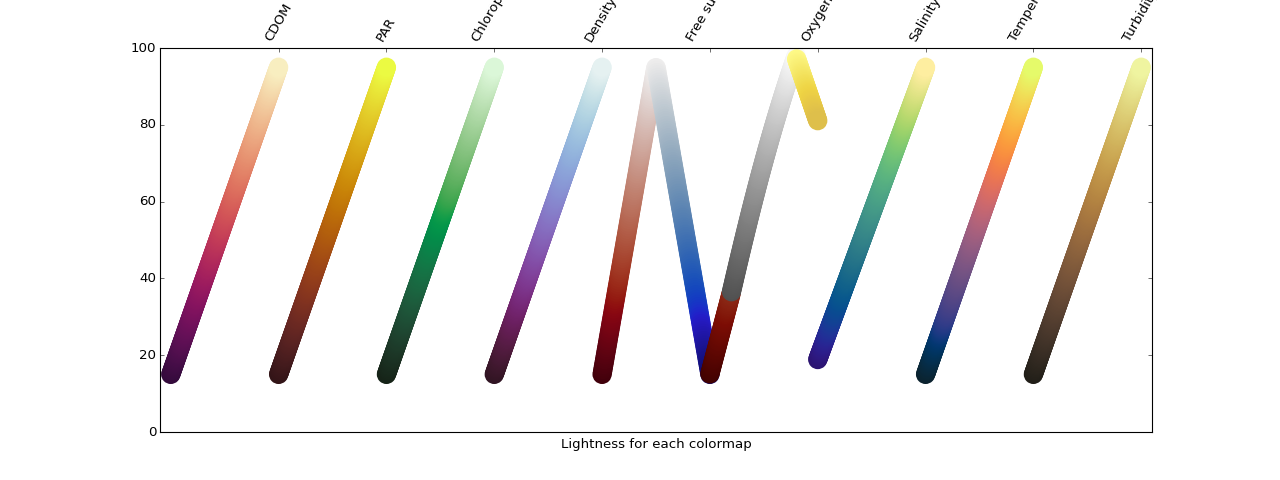 CDOM
PAR
Chlorop
Density
Free su
Oxygen
Salinity
Temper
Turbidit
100
80
60
40
20
0
Lightness for each colormap